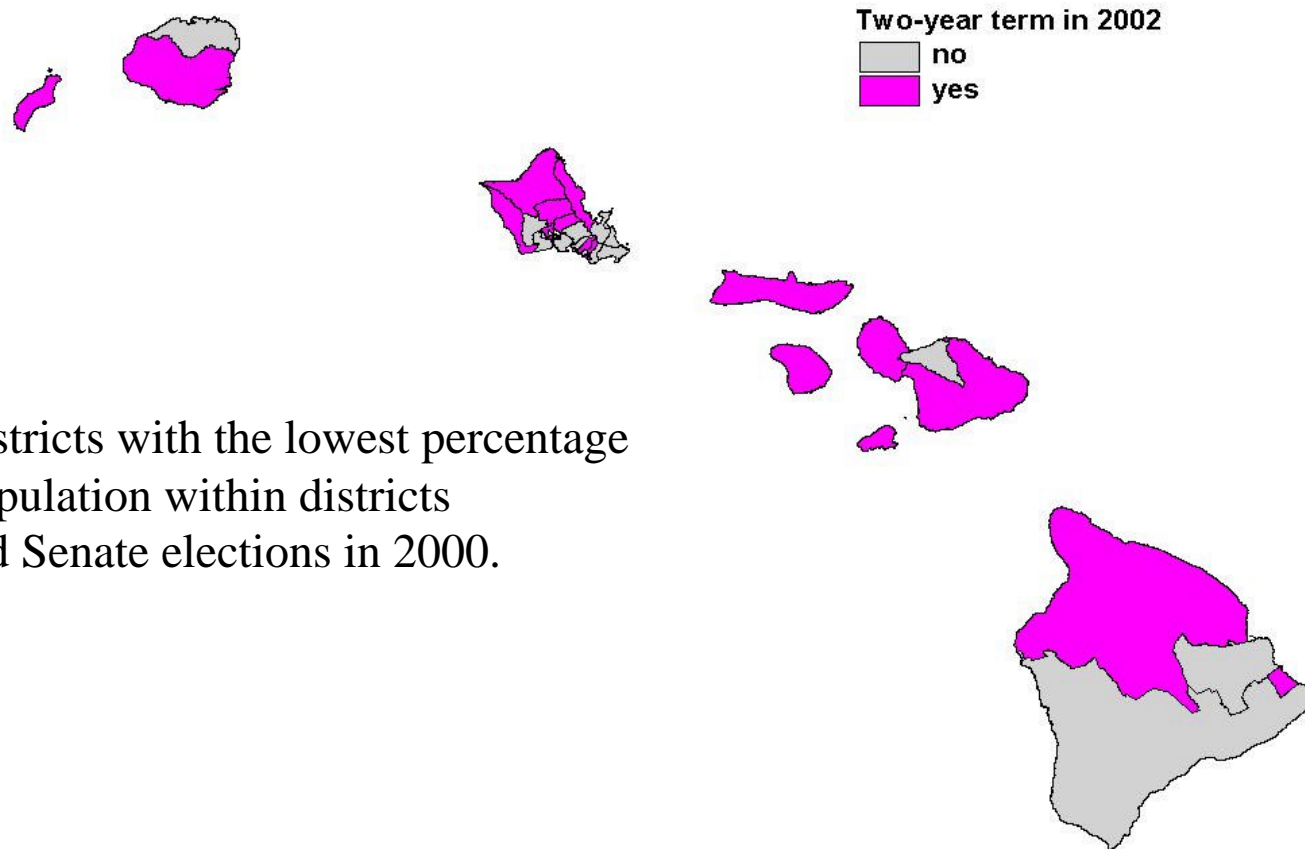 Two-year term in 2002
no
yes
stricts with the lowest percentage
pulation within districts
d Senate elections in 2000.